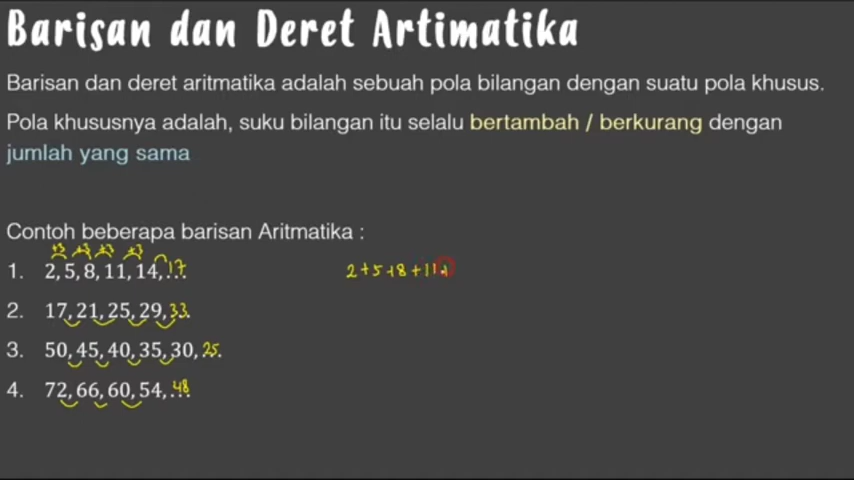 Barisan dan Deret Artimatika
Barisan dan deret aritmatika adalah sebuah pola bilangan dengan suatu pola khusus.
Pola khususnya adalah, suku bilangan itu selalu bertambah / berkurang dengan
jumlah yang sama
Contoh beberapa barisan Aritmatika :
+3 +3 +3 +3
1. 2, 5, 8, 11, 14, ... 17
2+5+8+11+
2. 17, 21, 25, 29, ... 33
3. 50, 45, 40, 35, 30, ... 25
4. 72, 66, 60, 54, ... 48